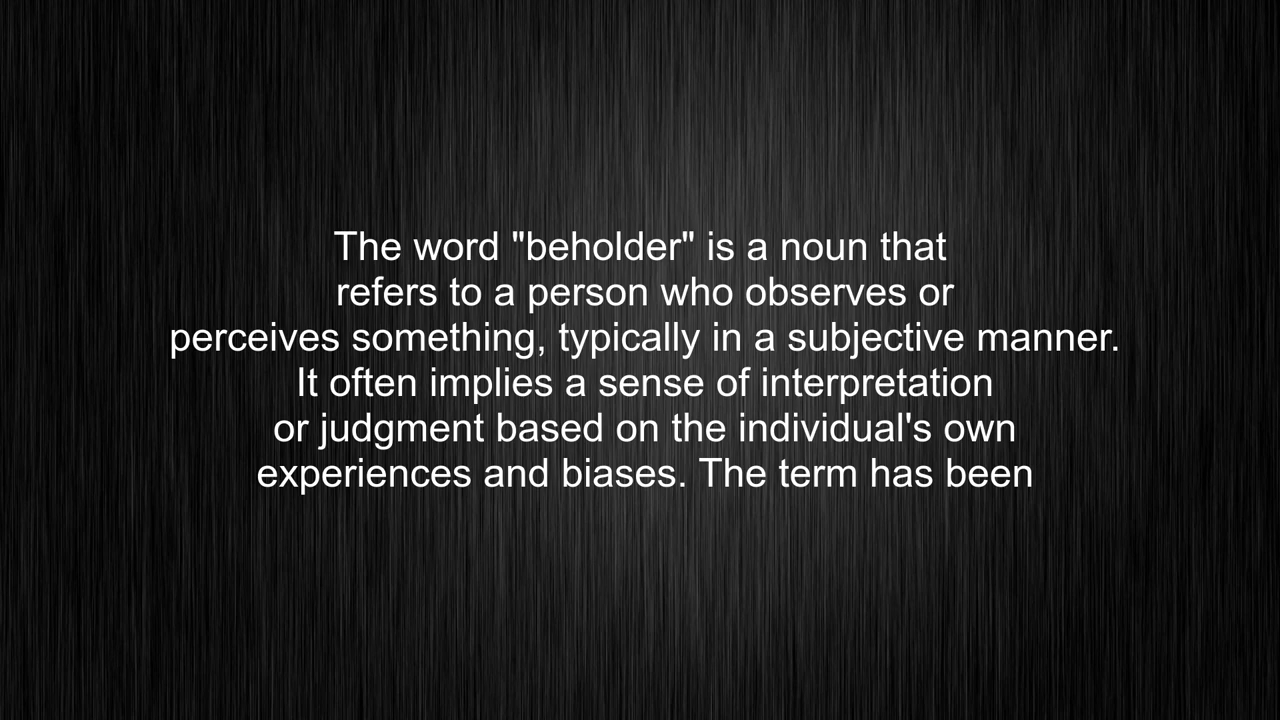 The word "beholder" is a noun that
refers to a person who observes or
perceives something, typically in a subjective manner.
It often implies a sense of interpretation
or judgment based on the individual's own
experiences and biases. The term has been